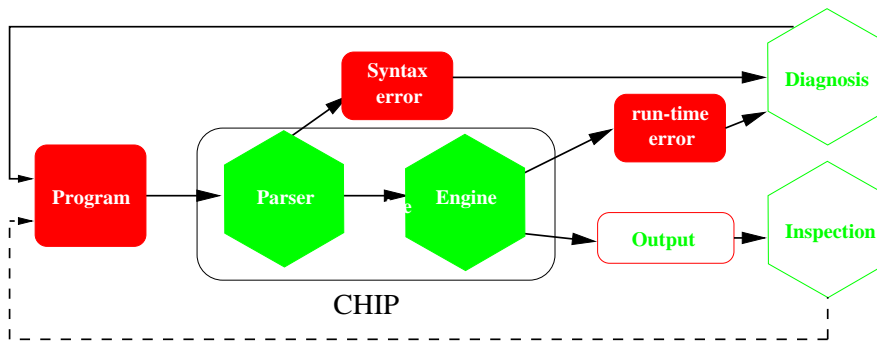 Syntax
error
Diagnosis
run-time
error
Program
Parser
Engine
Output
Inspection
CHIP